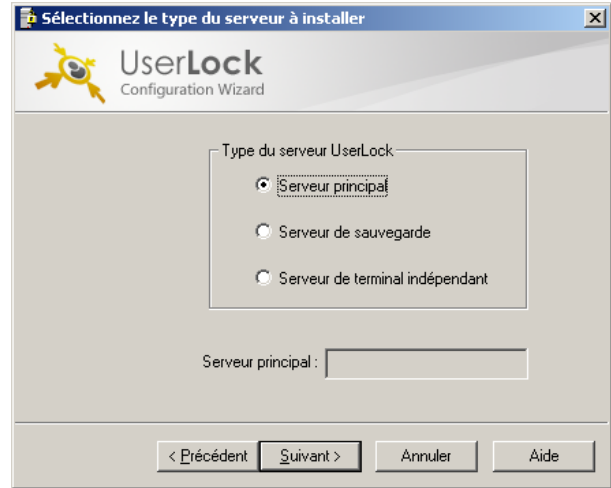 Sélectionnez le type du serveur à installer
UserLock
Configuration Wizard
Type du serveur UserLock
Serveur principal
Serveur de sauvegarde
Serveur de terminal indépendant
Serveur principal :
< Précédent Suivant > Annuler Aide